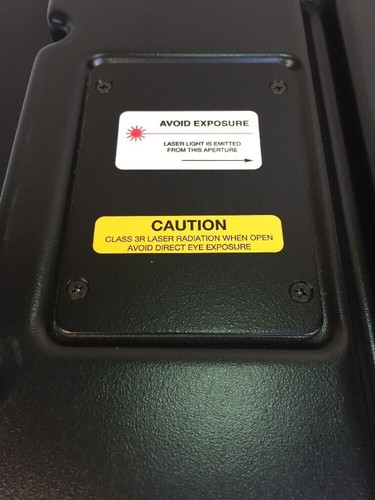 AVOID EXPOSURE
LASER LIGHT IS EMITTED
FROM THIS APERTURE
CAUTION
CLASS 3R LASER RADIATION WHEN OPEN
AVOID DIRECT EYE EXPOSURE